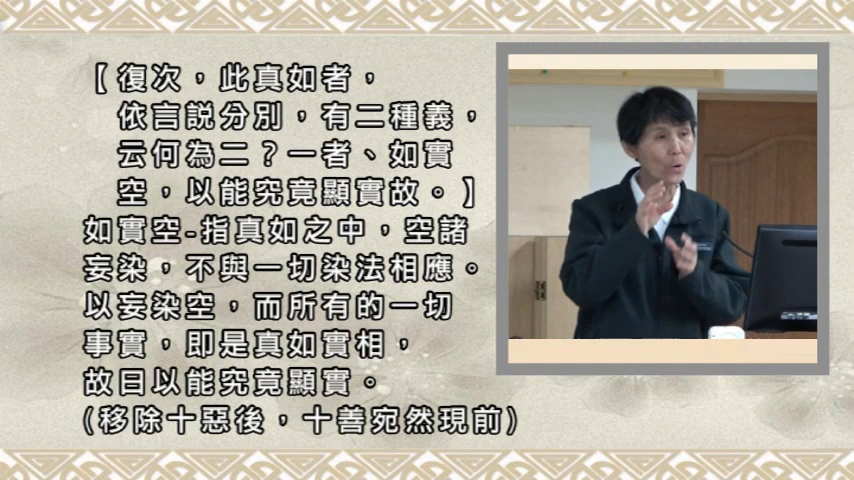 【復次，此真如者，
依言說分別，有二種義，
云何為二？一者、如實
空，以能究竟顯實故。】
如實空-指真如之中，空諸
妄染，不與一切染法相應。
以妄染空，而所有的一切
事實，即是真如實相，
故曰以能究竟顯實。
(移除十惡後，十善宛然現前)